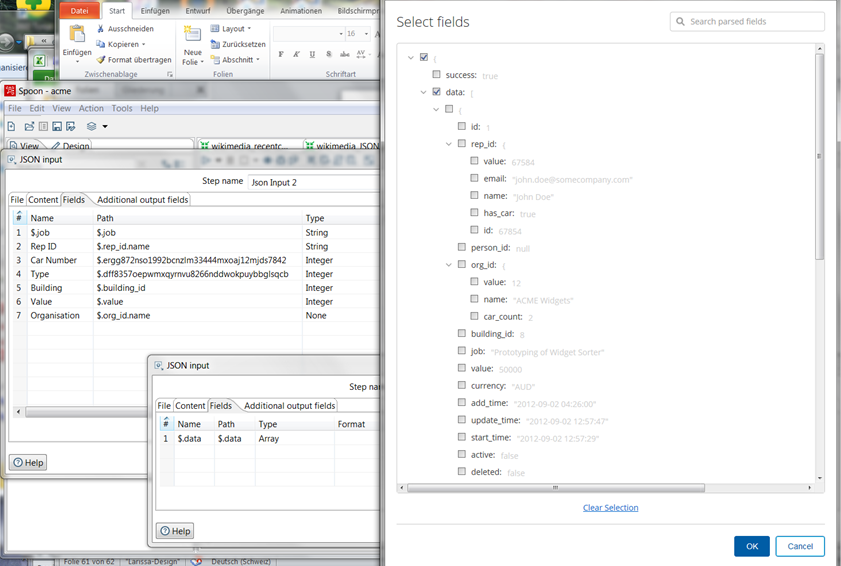 Datei Start Einfügen Entwurf Übergänge Animationen Bildschirmpr
Ausschneiden
Kopieren
Format übertragen
Einfügen
Zwischenablage
Neue
Folie
Layout
Zurücksetzen
Abschnitt
Folien
16
F K U S abc AV
Schriftart
Spoon - acme
File Edit View Action Tools Help
View Design
wikimedia_recentc... wikimedia_JSON
JSON input
Step name Json Input 2
File Content Fields Additional output fields
# Name Path Type
1 $.job $.job String
2 Rep ID $.rep_id.name String
3 Car Number $.ergg872nso1992bcnzlm33444mxoaj12mjds7842 Integer
4 Type $.dff8357oepwmxqyrnvu8266nddwokpuybbglsqcb Integer
5 Building $.building_id Integer
6 Value $.value Integer
7 Organisation $.org_id.name None
Help
JSON input
Step nam
File Content Fields Additional output fields
# Name Path Type Format
1 $.data $.data Array
Help
Folie 61 von 62 "Larissa-Design" Deutsch (Schweiz)
Select fields
Search parsed fields
{
success: true
data: [
{
id: 1
rep_id: {
value: 67584
email: "john.doe@somecompany.com"
name: "John Doe"
has_car: true
id: 67854
person_id: null
org_id: {
value: 12
name: "ACME Widgets"
car_count: 2
building_id: 8
job: "Prototyping of Widget Sorter"
value: 50000
currency: "AUD"
add_time: "2012-09-02 04:26:00"
update_time: "2012-09-02 12:57:47"
start_time: "2012-09-02 12:57:29"
active: false
deleted: false
Clear Selection
OK Cancel